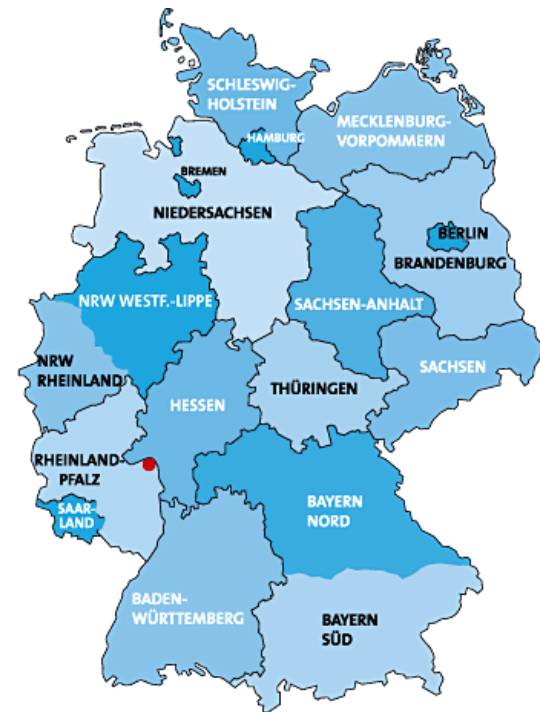 SCHLESWIG-
HOLSTEIN
MECKLENBURG-
VORPOMMERN
HAMBURG
BREMEN
NIEDERSACHSEN
BERLIN
BRANDENBURG
NRW WESTF.-LIPPE
SACHSEN-ANHALT
NRW
RHEINLAND
SACHSEN
THÜRINGEN
HESSEN
RHEINLAND-
PFALZ
SAAR-
LAND
BAYERN
NORD
BADEN-
WÜRTTEMBERG
BAYERN
SÜD